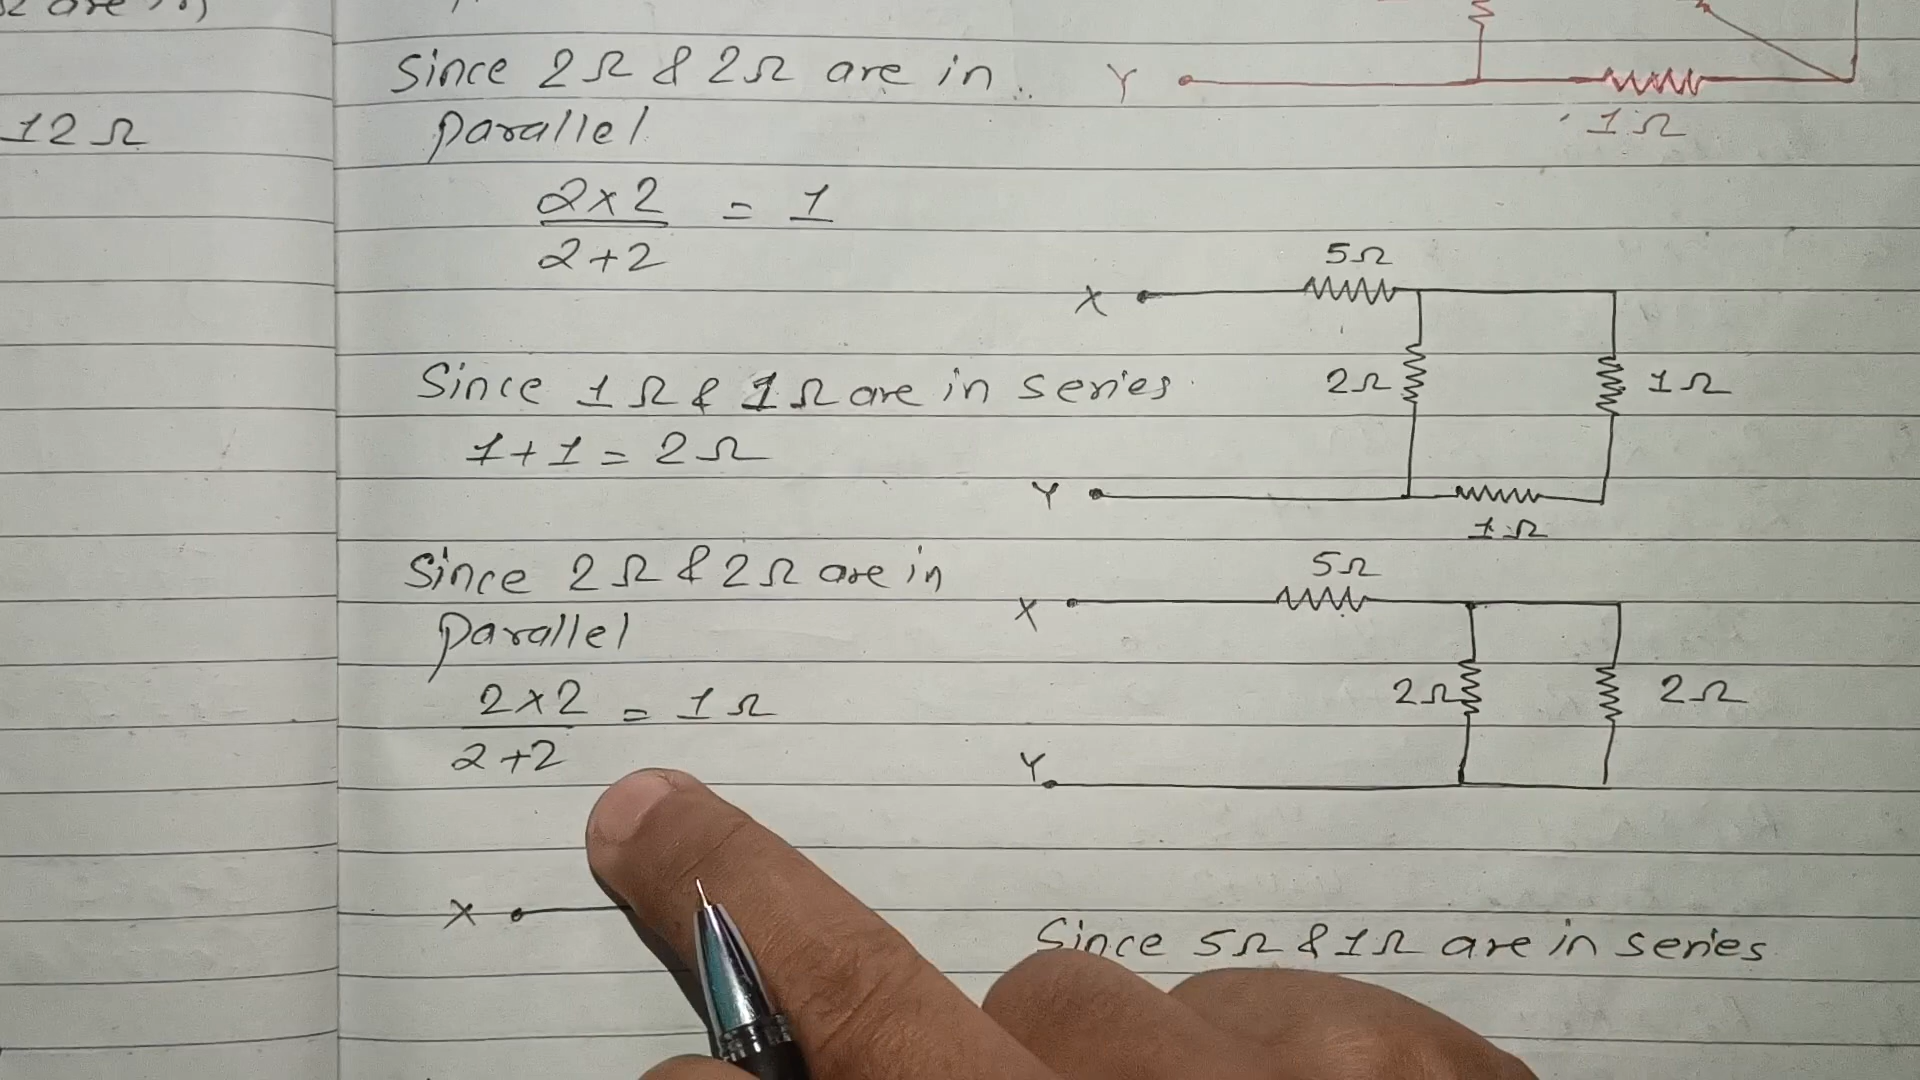 12Ω
Since 2Ω & 2Ω are in
parallel
2×2 = 1
2+2
Y
1Ω
5Ω
X
2Ω
1Ω
Y
1Ω
Since 1Ω & 1Ω are in series
1+1 = 2Ω
Since 2Ω & 2Ω are in
parallel
2×2 = 1Ω
2+2
5Ω
X
2Ω
2Ω
Y
X
Since 5Ω & 1Ω are in series